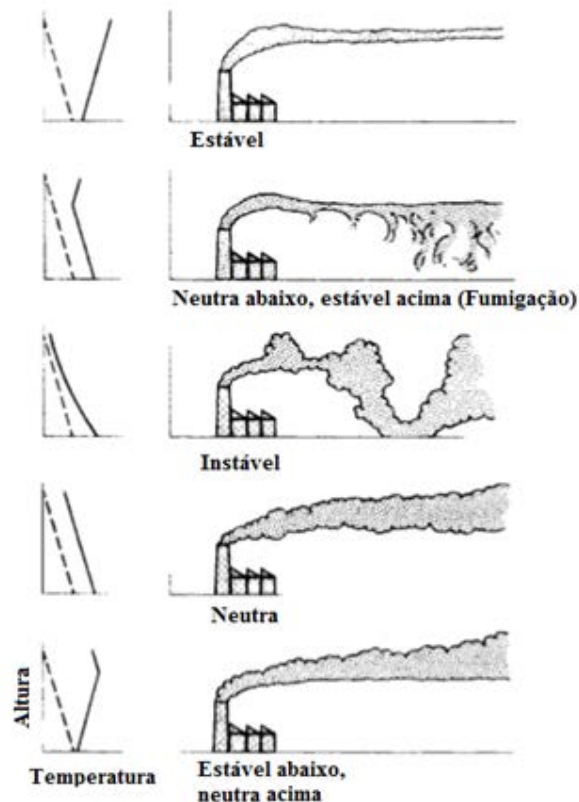 Estável
Neutra abaixo, estável acima (Fumigação)
Instável
Neutra
Altura
Temperatura
Estável abaixo,
neutra acima